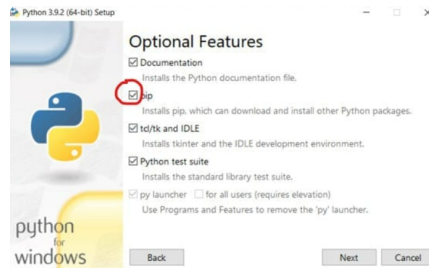 Python 3.9.2 (64-bit) Setup
Optional Features
Documentation
Installs the Python documentation file.
pip
Installs pip, which can download and install other Python packages.
td/tk and IDLE
Installs tkinter and the IDLE development environment.
Python test suite
Installs the standard library test suite.
py launcher for all users (requires elevation)
Use Programs and Features to remove the 'py' launcher.
python
for
windows
Back Next Cancel